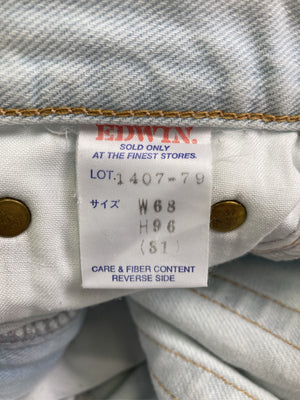 EDWIN.
SOLD ONLY
AT THE FINEST STORES.
LOT. 1407-79
サイズ W68
H96
(S1)
CARE & FIBER CONTENT
REVERSE SIDE